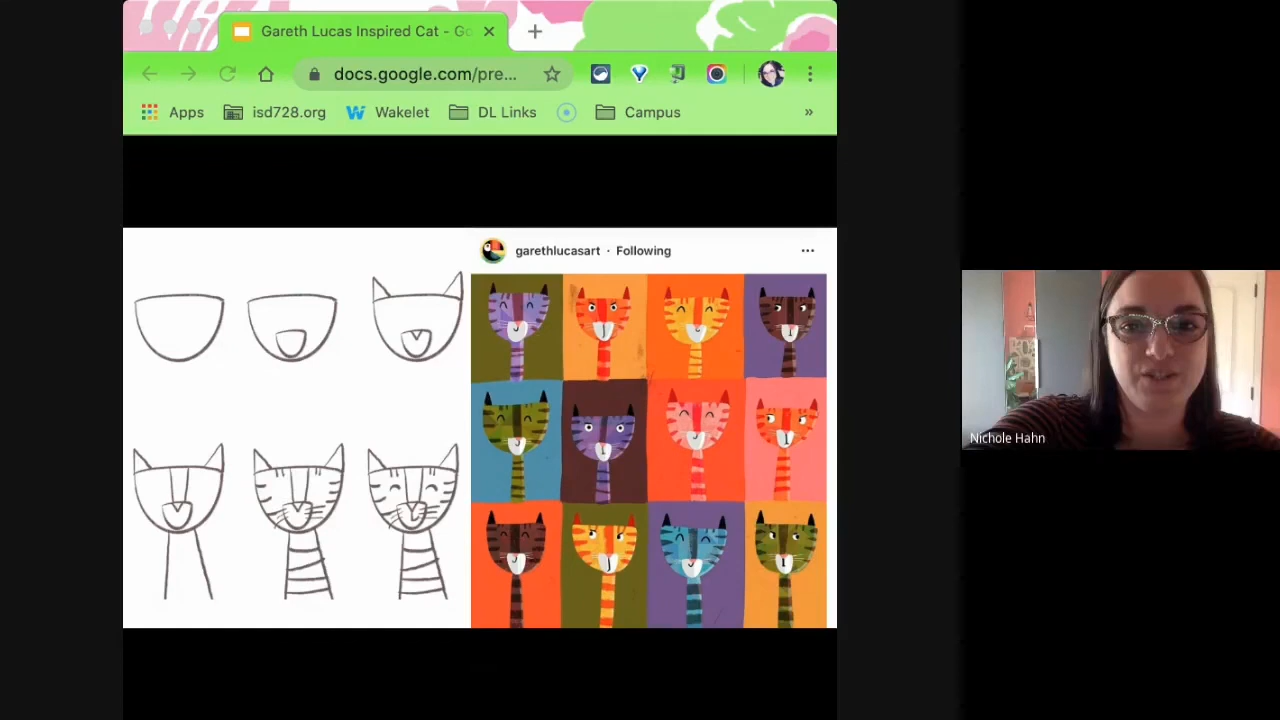 Gareth Lucas Inspired Cat - Go
docs.google.com/pre...
Apps
isd728.org
Wakelet
DL Links
Campus
»
garethlucasart · Following
Nichole Hahn